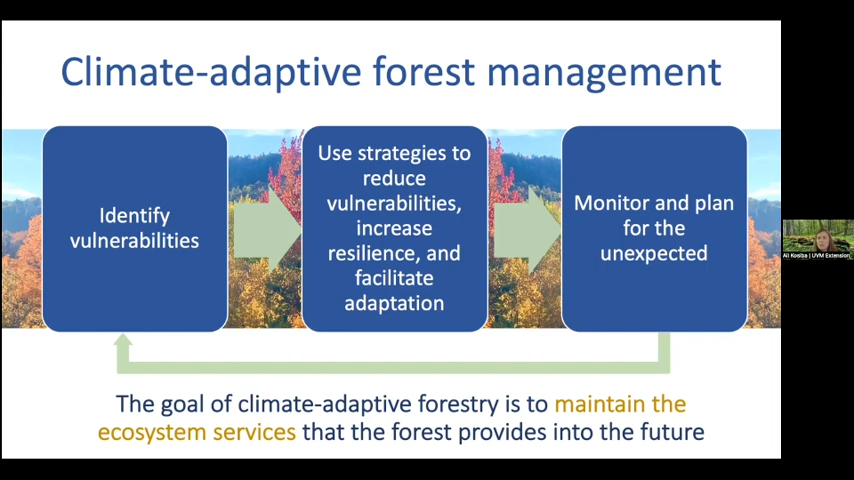 Climate-adaptive forest management
Identify
vulnerabilities
Use strategies to
reduce
vulnerabilities,
increase
resilience, and
facilitate
adaptation
Monitor and plan
for the
unexpected
The goal of climate-adaptive forestry is to maintain the
ecosystem services that the forest provides into the future
Ali Kosiba | UVM Extension